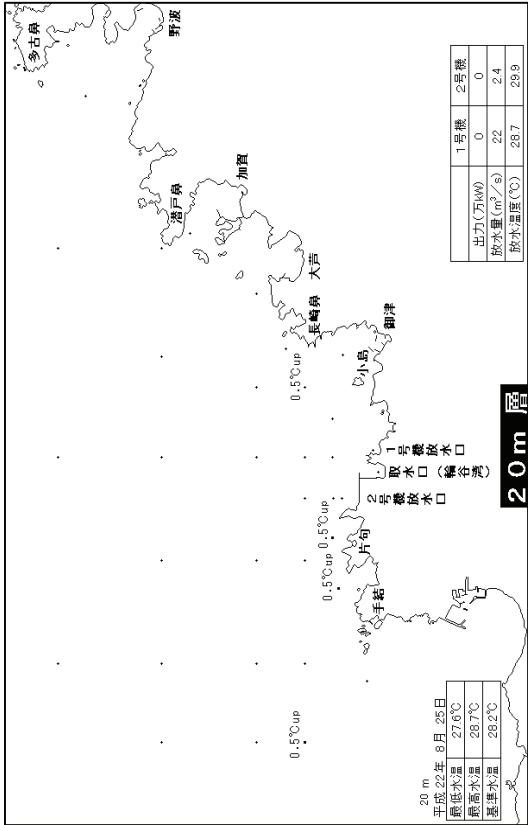 多古鼻
野波
潜戸鼻
加賀
大芦
長崎鼻
御津
小島
0.5℃up
1号機放水口
取水口(輪谷湾)
2号機放水口
0.5℃up
0.5℃up
片句
手結
0.5℃up
1号機 2号機
出力(万kW) 0 0
放水量(m³/s) 22 2.4
放水温度(℃) 28.7 29.9
20m層
20 m
平成 22年 8月 25日
最低水温 27.6℃
最高水温 28.7℃
基準水温 28.2℃